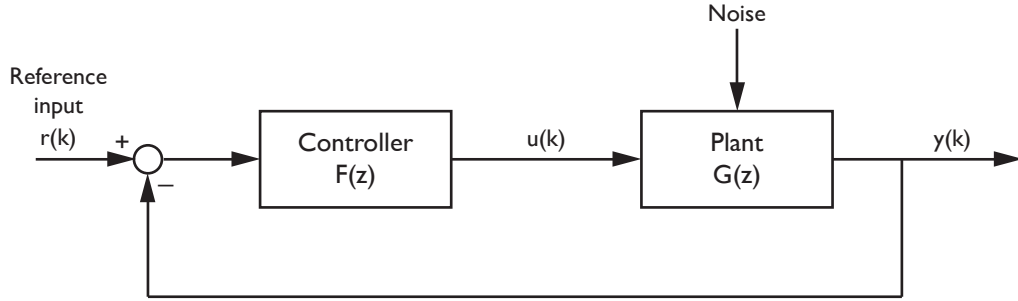 Noise
Reference
input
r(k)
+
−
Controller
F(z)
u(k)
Plant
G(z)
y(k)